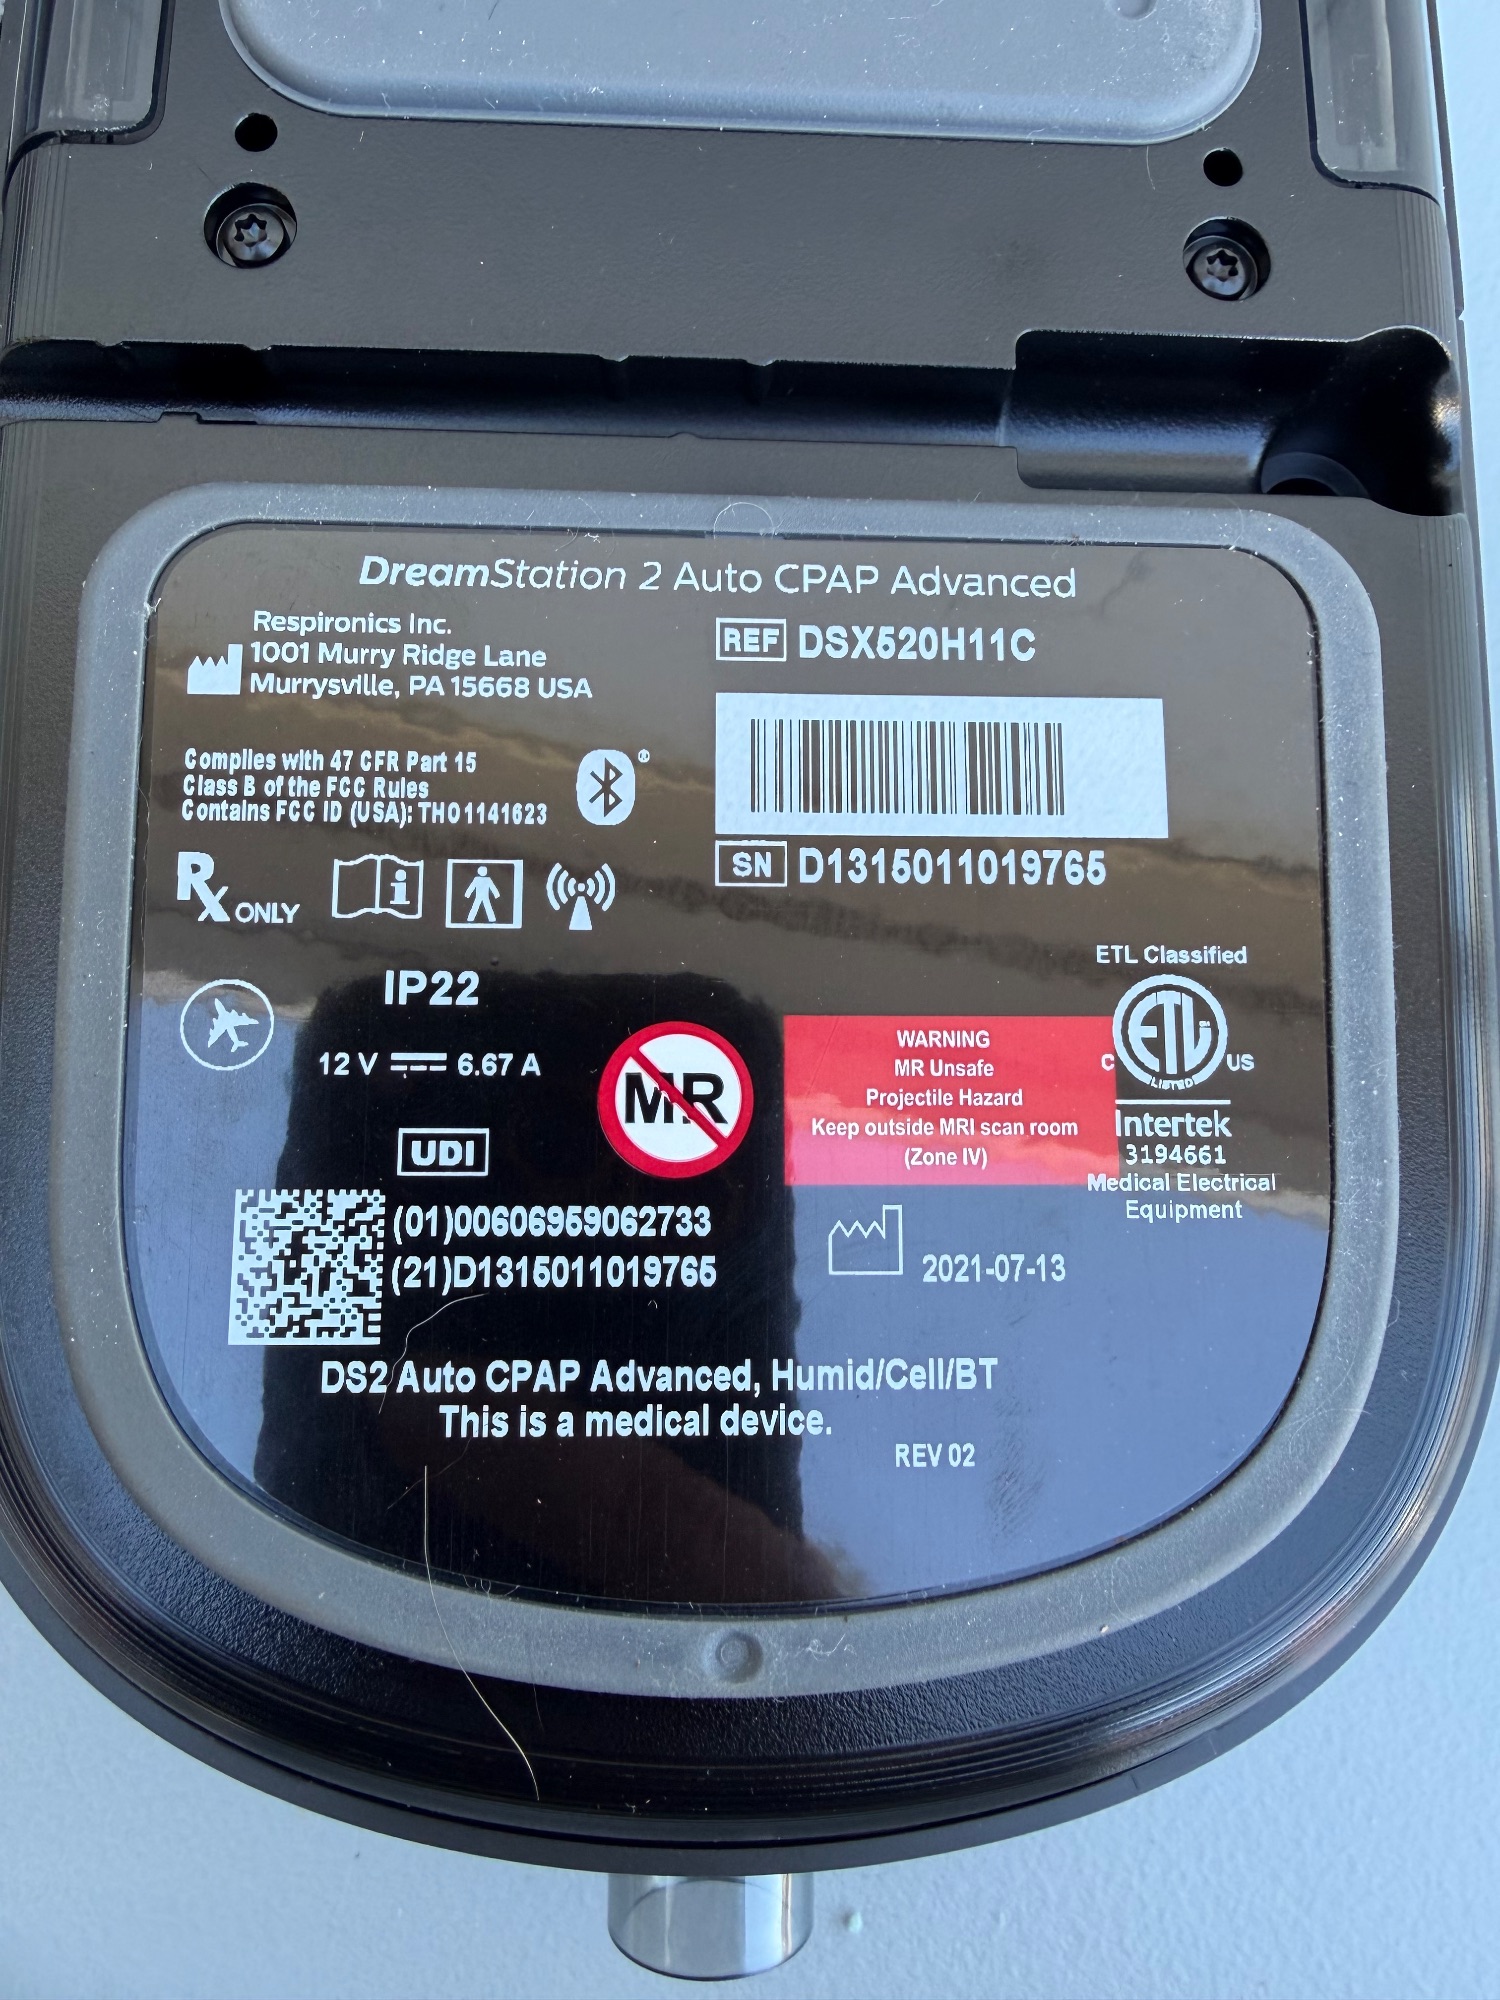 DreamStation 2 Auto CPAP Advanced
Respironics Inc.
1001 Murry Ridge Lane
Murrysville, PA 15668 USA
REF DSX520H11C
Complies with 47 CFR Part 15
Class B of the FCC Rules
Contains FCC ID (USA): THO1141623
SN D1315011019765
Rx ONLY
IP22
12 V 6.67 A
MR
WARNING
MR Unsafe
Projectile Hazard
Keep outside MRI scan room
(Zone IV)
ETL Classified
C ETL CM US
LISTED
Intertek
3194661
Medical Electrical
Equipment
UDI
(01)00606959062733
(21)D1315011019765
2021-07-13
DS2 Auto CPAP Advanced, Humid/Cell/BT
This is a medical device.
REV 02